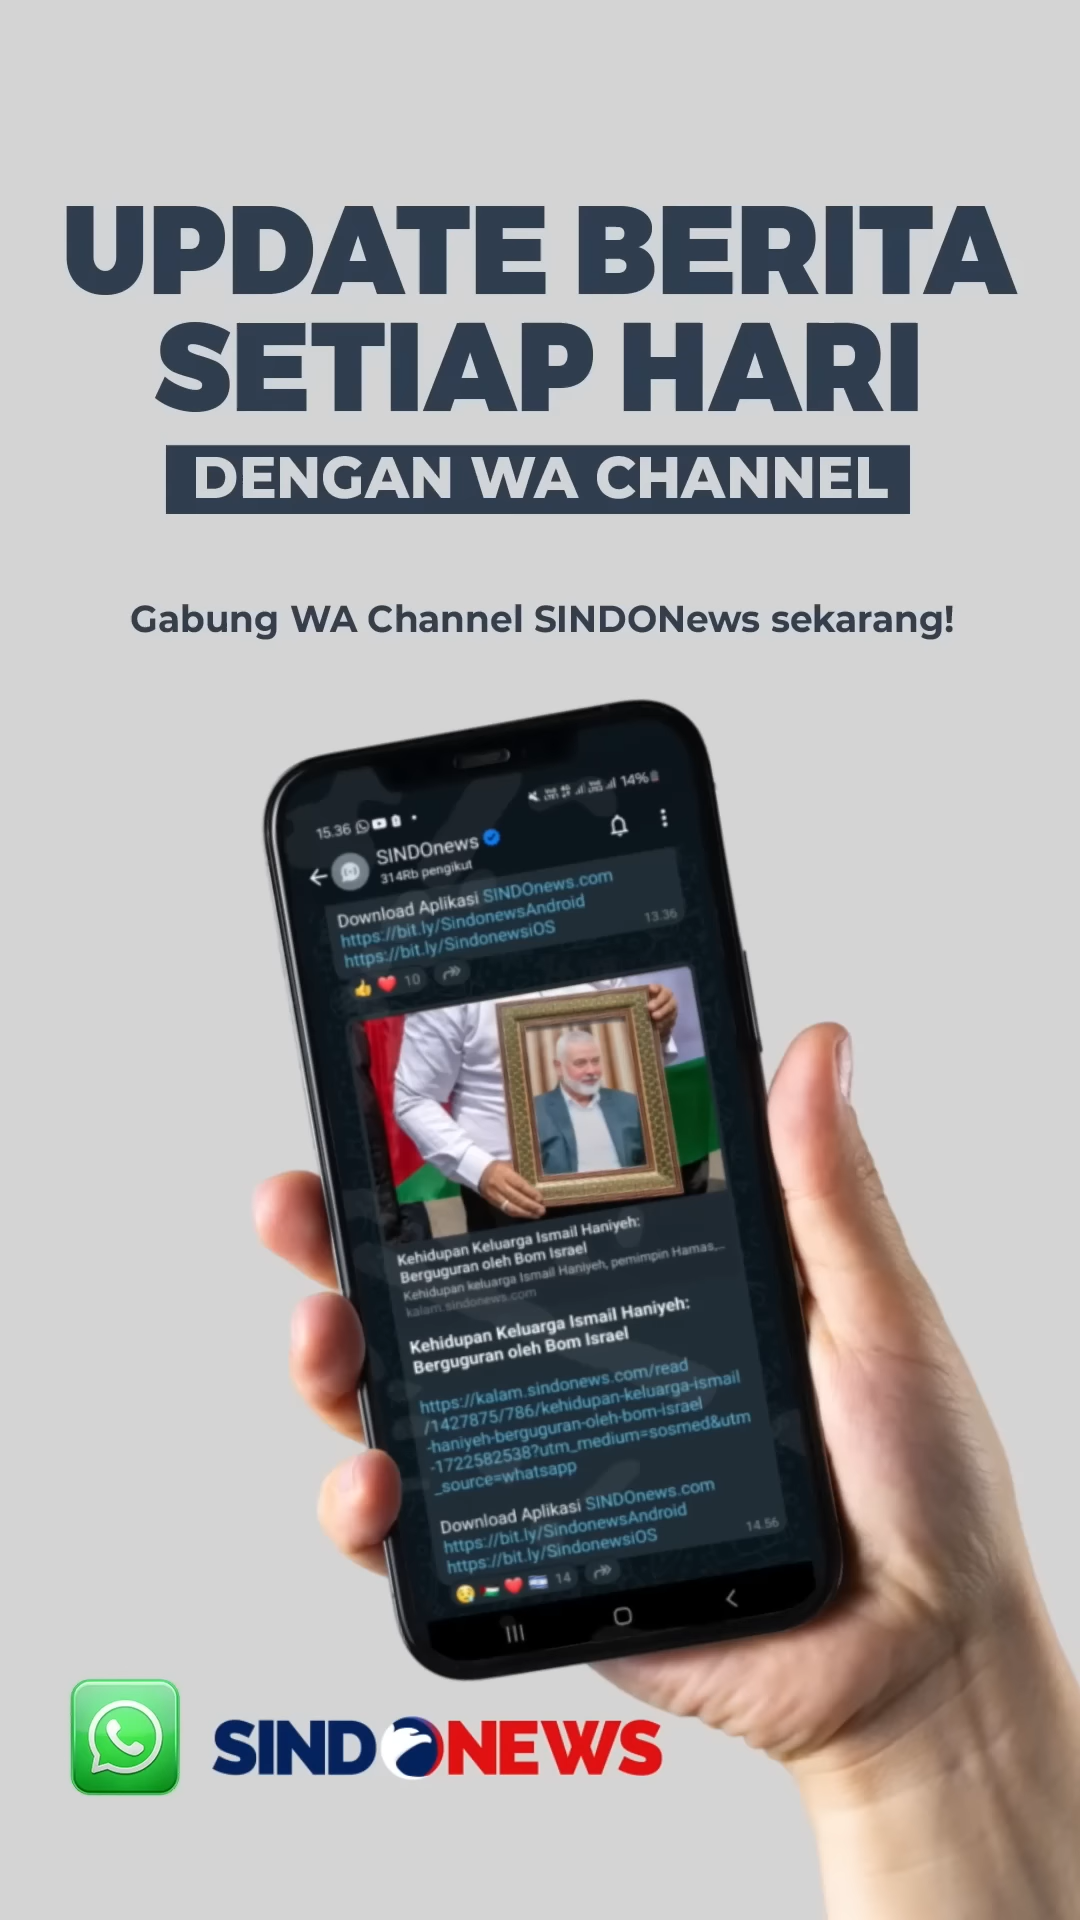 UPDATE BERITA
SETIAP HARI
DENGAN WA CHANNEL
Gabung WA Channel SINDONews sekarang!
15.36
14%
SINDOnews
314Rb pengikut
Download Aplikasi SINDOnews.com
https://bit.ly/SindonewsAndroid
https://bit.ly/SindonewsiOS
13.36
10
Kehidupan Keluarga Ismail Haniyeh:
Berguguran oleh Bom Israel
Kehidupan keluarga Ismail Haniyeh, pemimpin Hamas,...
kalam.sindonews.com
Kehidupan Keluarga Ismail Haniyeh:
Berguguran oleh Bom Israel
https://kalam.sindonews.com/read
/1427875/786/kehidupan-keluarga-ismail
-haniyeh-berguguran-oleh-bom-israel
-1722582538?utm_medium=sosmed&utm
_source=whatsapp
Download Aplikasi SINDOnews.com
https://bit.ly/SindonewsAndroid
https://bit.ly/SindonewsiOS
14.56
14
SINDONEWS